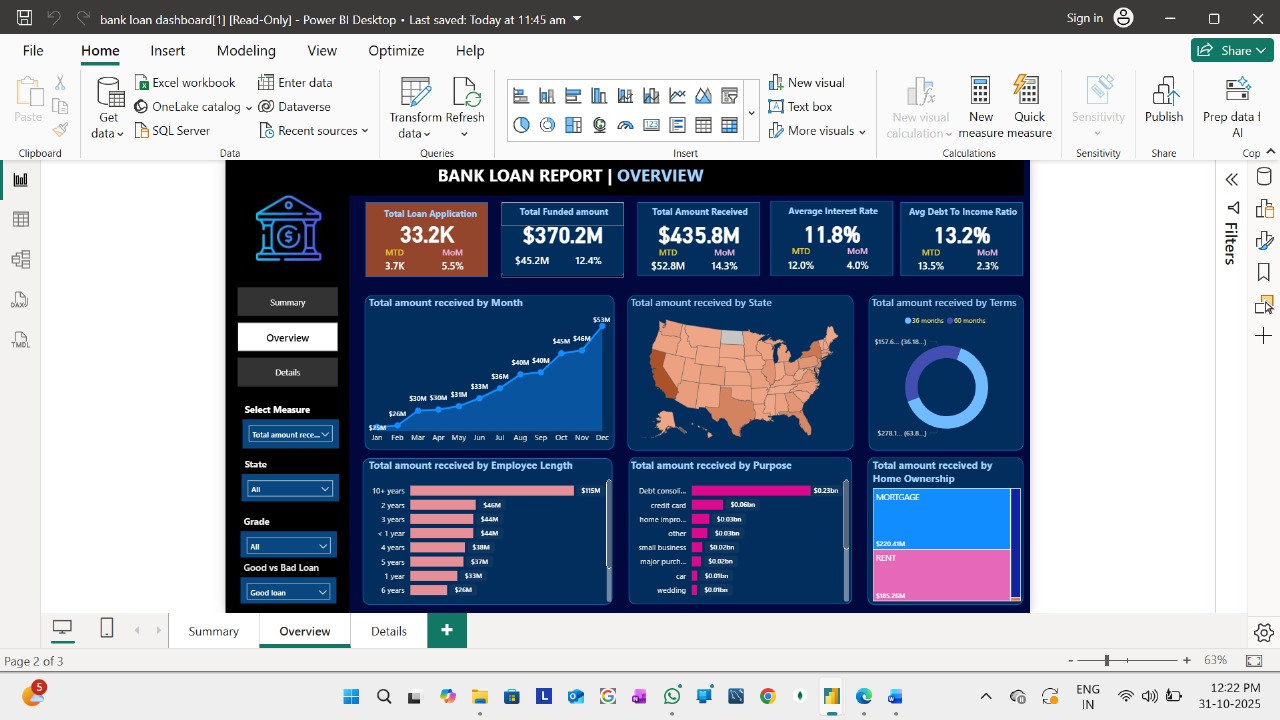 bank loan dashboard[1] (Read-Only) - Power BI Desktop • Last saved: Today at 11:45 am
Sign in
File Home Insert Modeling View Optimize Help
Share
Paste
Get data
Excel workbook
OneLake catalog
SQL Server
Enter data
Dataverse
Recent sources
Transform data
Refresh
New visual
Text box
More visuals
New visual calculation
New measure
Quick measure
Sensitivity
Publish
Prep data f
AI
Clipboard
Data
Queries
Insert
Calculations
Sensitivity
Share
Cop
DAX
TMDL
BANK LOAN REPORT | OVERVIEW
Total Loan Application
33.2K
MTD MoM
3.7K 5.5%
Total Funded amount
$370.2M
$45.2M 12.4%
Total Amount Received
$435.8M
MTD MoM
$52.8M 14.3%
Average Interest Rate
11.8%
MTD MoM
12.0% 4.0%
Avg Debt To Income Ratio
13.2%
MTD MoM
13.5% 2.3%
Summary
Overview
Details
Select Measure
Total amount rece...
State
All
Grade
All
Good vs Bad Loan
Good loan
Total amount received by Month
$25M
$26M
$30M
$30M
$31M
$33M
$36M
$40M
$40M
$45M
$46M
$53M
Jan Feb Mar Apr May Jun Jul Aug Sep Oct Nov Dec
Total amount received by State
Total amount received by Terms
36 months 60 months
$157.6... (36.18...)
$278.1... (63.8...)
Total amount received by Employee Length
10+ years $115M
2 years $46M
3 years $44M
< 1 year $44M
4 years $38M
5 years $37M
1 year $33M
6 years $26M
Total amount received by Purpose
Debt consoli... $0.23bn
credit card $0.06bn
home impro... $0.03bn
other $0.03bn
small business $0.02bn
major purch... $0.02bn
car $0.01bn
wedding $0.01bn
Total amount received by
Home Ownership
MORTGAGE
$220.41M
RENT
$185.26M
Filters
Summary Overview Details
Page 2 of 3
63%
5
ENG
IN
12:22 PM
31-10-2025